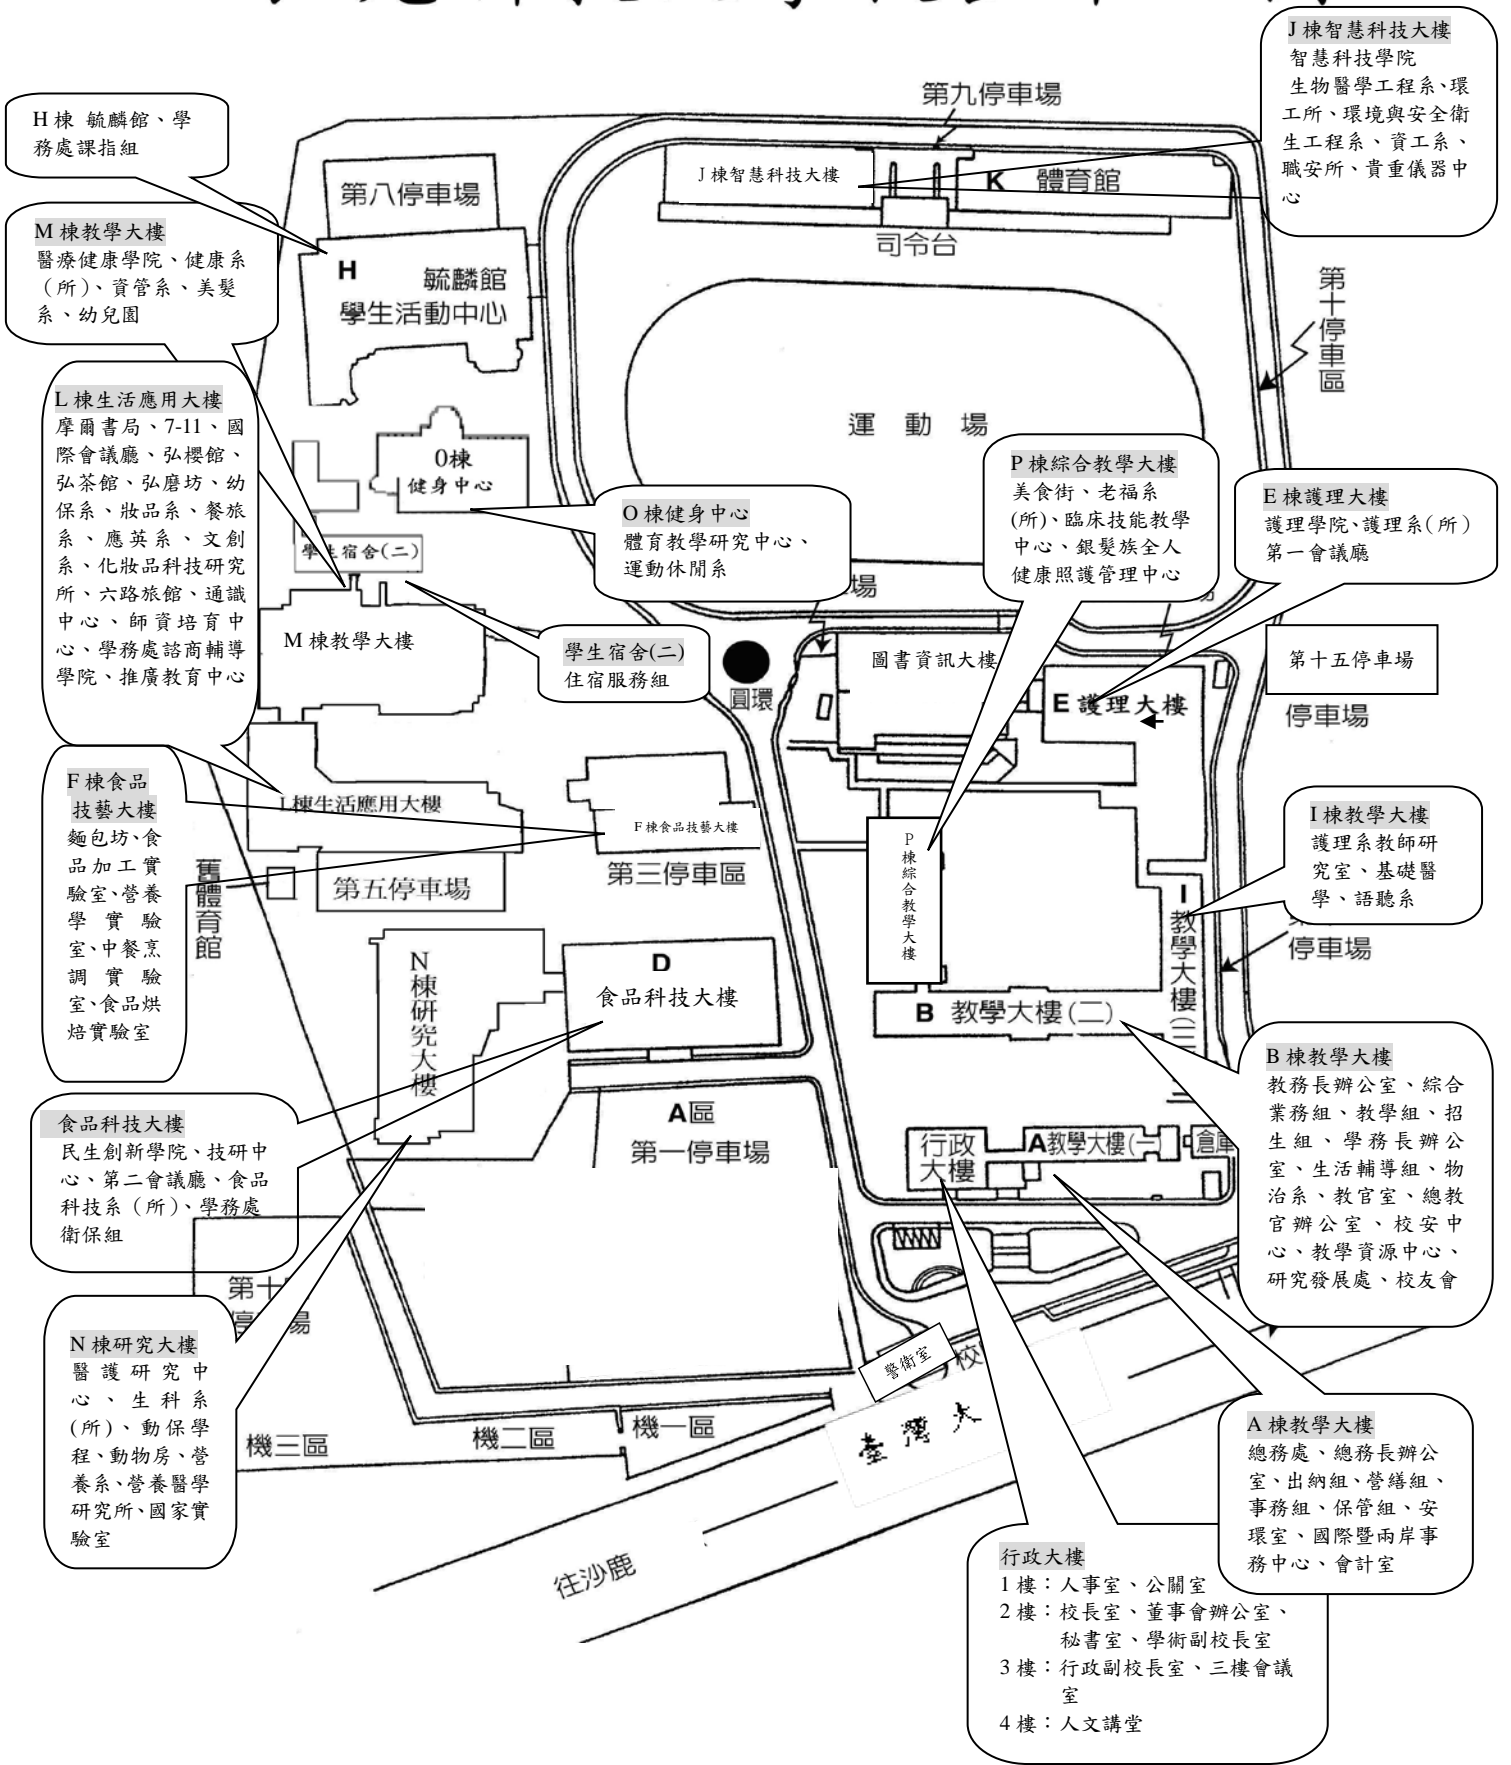 J 棟智慧科技大樓
智慧科技學院
生物醫學工程系、環
工所、環境與安全衛
生工程系、資工系、
職安所、貴重儀器中
心
第九停車場
H 棟 毓麟館、學
務處課指組
第八停車場
J 棟智慧科技大樓
K 體育館
司令台
M 棟教學大樓
醫療健康學院、健康系
(所)、資管系、美髮
系、幼兒園
H 毓麟館
學生活動中心
第十停車區
L 棟生活應用大樓
摩爾書局、7-11、國
際會議廳、弘櫻館、
弘茶館、弘磨坊、幼
保系、妝品系、餐旅
系、應英系、文創
系、化妝品科技研究
所、六路旅館、通識
中心、師資培育中
心、學務處諮商輔導
學院、推廣教育中心
運動場
O棟
健身中心
P 棟綜合教學大樓
美食街、老福系
(所)、臨床技能教學
中心、銀髮族全人
健康照護管理中心
E 棟護理大樓
護理學院、護理系(所)
第一會議廳
O 棟健身中心
體育教學研究中心、
運動休閒系
學生宿舍(二)
場
場
M 棟教學大樓
學生宿舍(二)
住宿服務組
圓環
圖書資訊大樓
E 護理大樓
第十五停車場
停車場
F 棟食品
技藝大樓
麵包坊、食
品加工實
驗室、營養
學實驗
室、中餐烹
調實驗
室、食品烘
焙實驗室
L棟生活應用大樓
F 棟食品技藝大樓
第三停車區
P棟綜合教學大樓
I 棟教學大樓
護理系教師研
究室、基礎醫
學、語聽系
舊體育館
第五停車場
I 教學大樓(三
停車場
N棟研究大樓
D
食品科技大樓
B 教學大樓(二)
B 棟教學大樓
教務長辦公室、綜合
業務組、教學組、招
生組、學務長辦公
室、生活輔導組、物
治系、教官室、總教
官辦公室、校安中
心、教學資源中心、
研究發展處、校友會
食品科技大樓
民生創新學院、技研中
心、第二會議廳、食品
科技系(所)、學務處
衛保組
A區
第一停車場
行政
大樓
A教學大樓(一
倉庫
第十
停 場
N 棟研究大樓
醫護研究中
心、生科系
(所)、動保學
程、動物房、營
養系、營養醫學
研究所、國家實
驗室
警衛室
校
機三區
機二區
機一區
臺灣大
A 棟教學大樓
總務處、總務長辦公
室、出納組、營繕組、
事務組、保管組、安
環室、國際暨兩岸事
務中心、會計室
往沙鹿
行政大樓
1 樓：人事室、公關室
2 樓：校長室、董事會辦公室、
秘書室、學術副校長室
3 樓：行政副校長室、三樓會議
室
4 樓：人文講堂